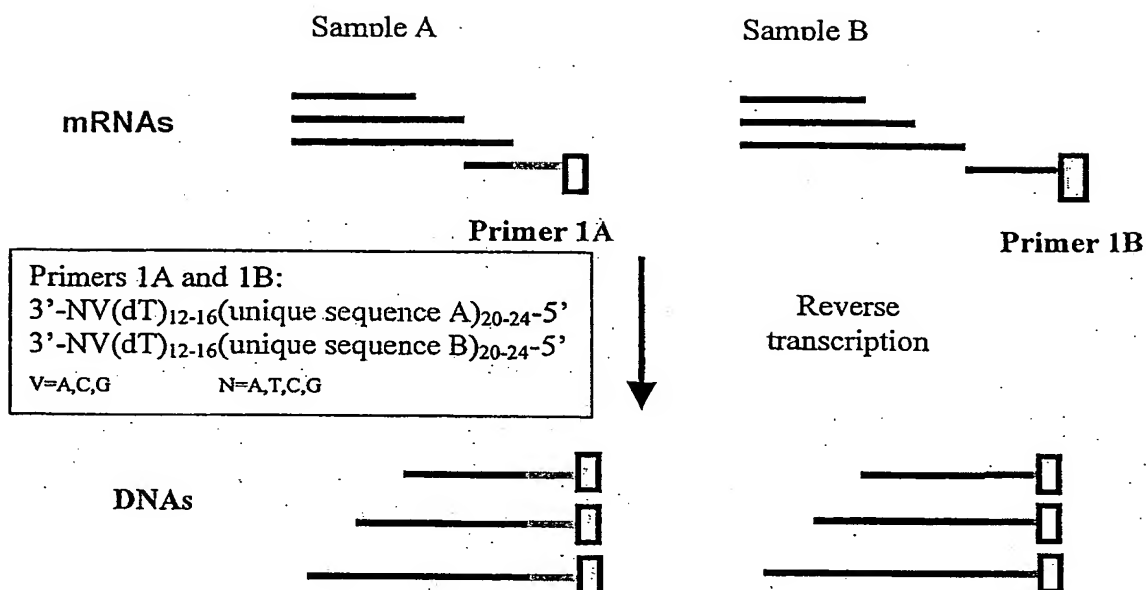 Sample A
Sample B
mRNAs
Primer 1A
Primer 1B
Primers 1A and 1B:
3’-NV(dT)12-16(unique sequence A)20-24-5’
3’-NV(dT)12-16(unique sequence B)20-24-5’
V=A,C,G N=A,T,C,G
Reverse
transcription
DNAs